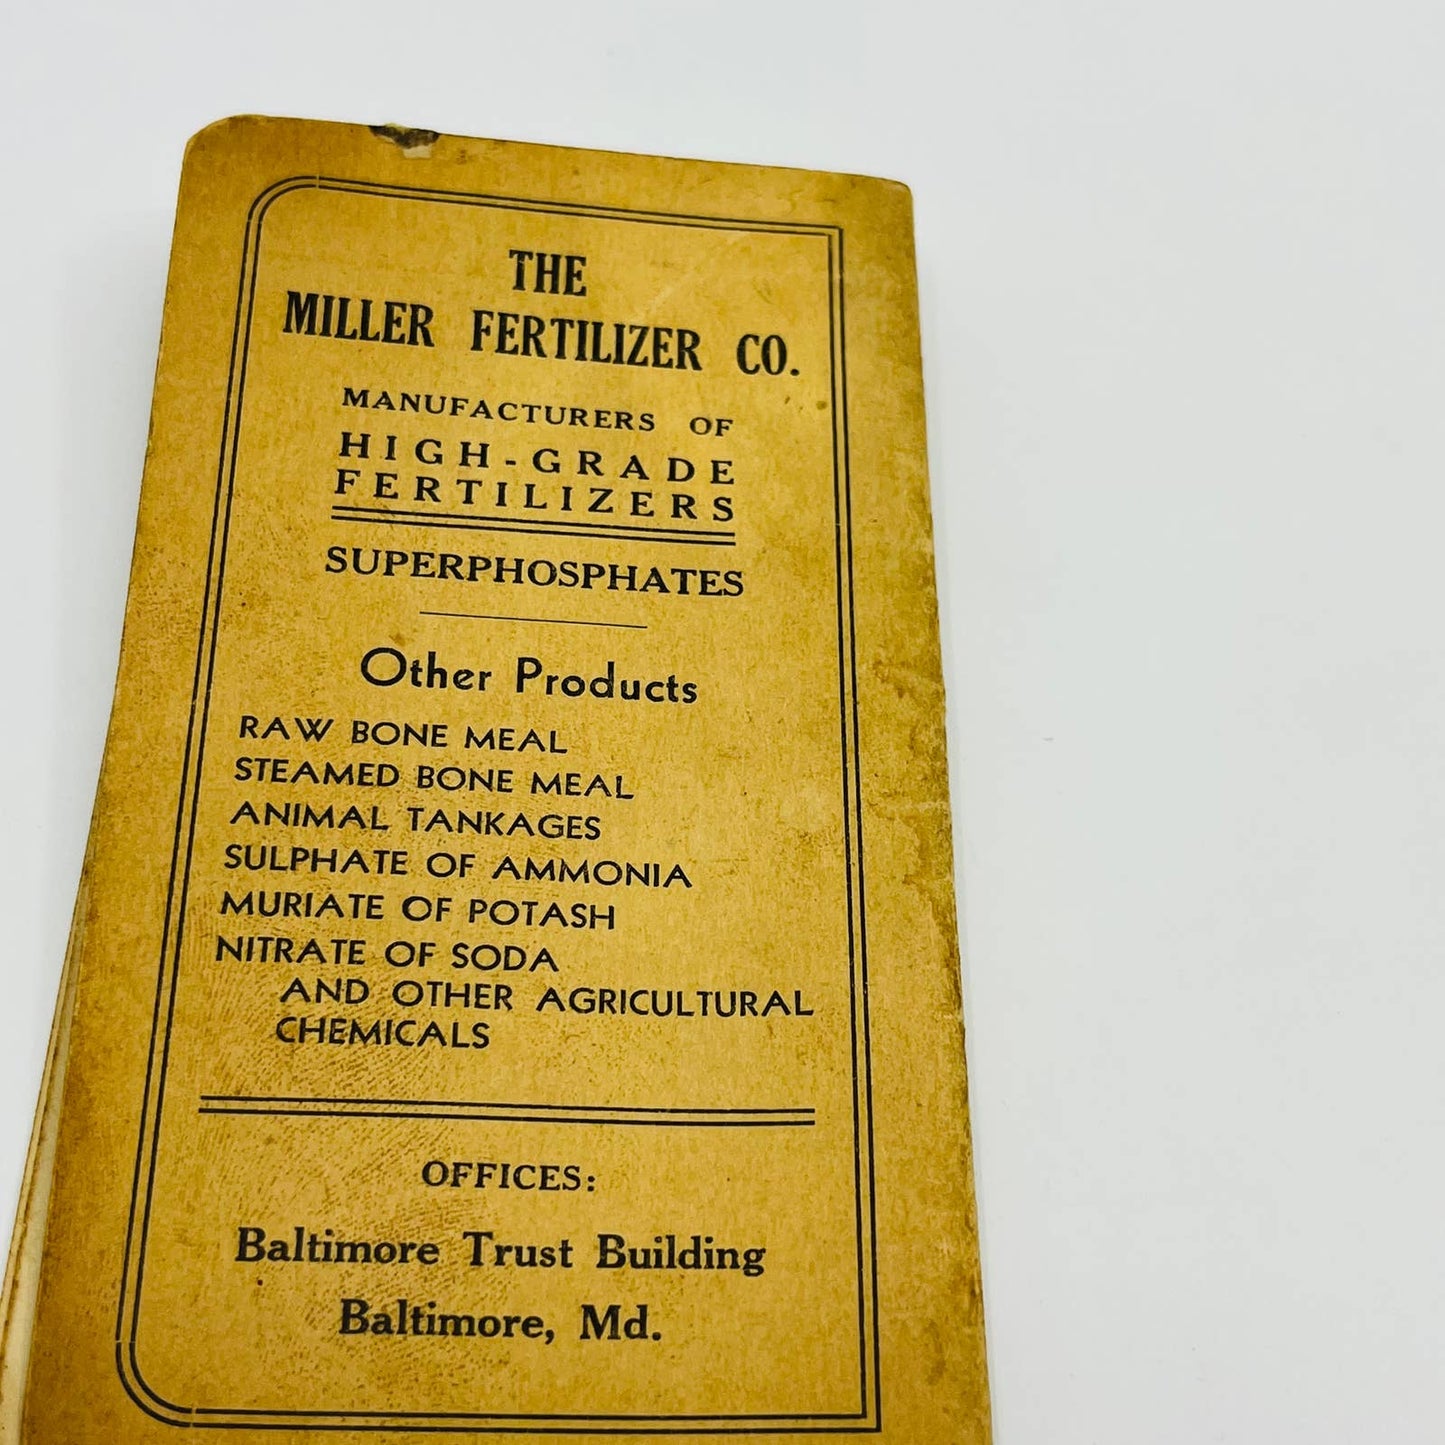 THE
MILLER FERTILIZER CO.
MANUFACTURERS OF
HIGH-GRADE
FERTILIZERS
SUPERPHOSPHATES
Other Products
RAW BONE MEAL
STEAMED BONE MEAL
ANIMAL TANKAGES
SULPHATE OF AMMONIA
MURIATE OF POTASH
NITRATE OF SODA
AND OTHER AGRICULTURAL
CHEMICALS
OFFICES:
Baltimore Trust Building
Baltimore, Md.